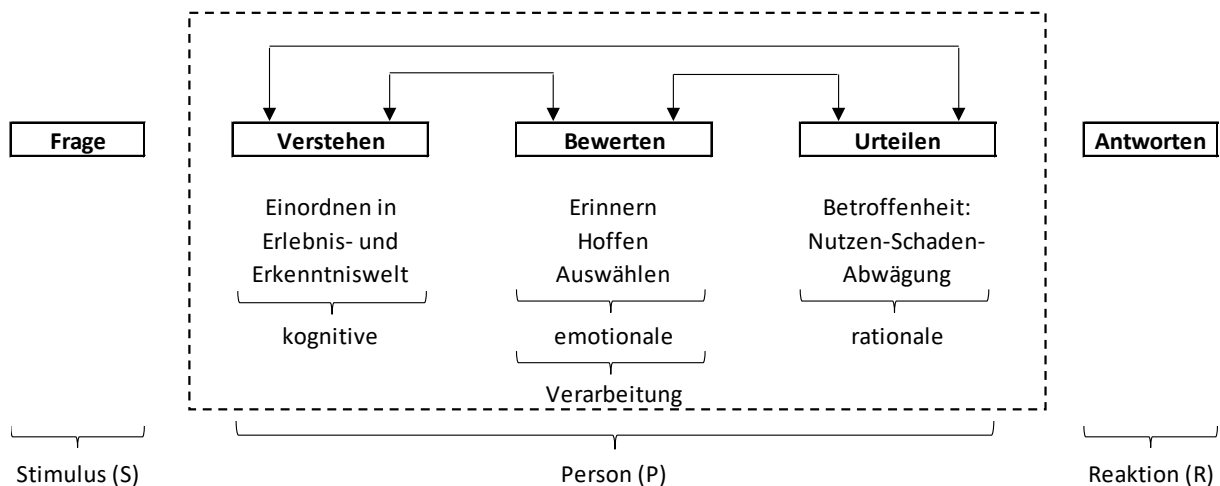 Frage
Verstehen
Bewerten
Urteilen
Antworten
Einordnen in
Erlebnis- und
Erkenntniswelt
Erinnern
Hoffen
Auswählen
Betroffenheit:
Nutzen-Schaden-
Abwägung
kognitive
emotionale
rationale
Verarbeitung
Stimulus (S)
Person (P)
Reaktion (R)